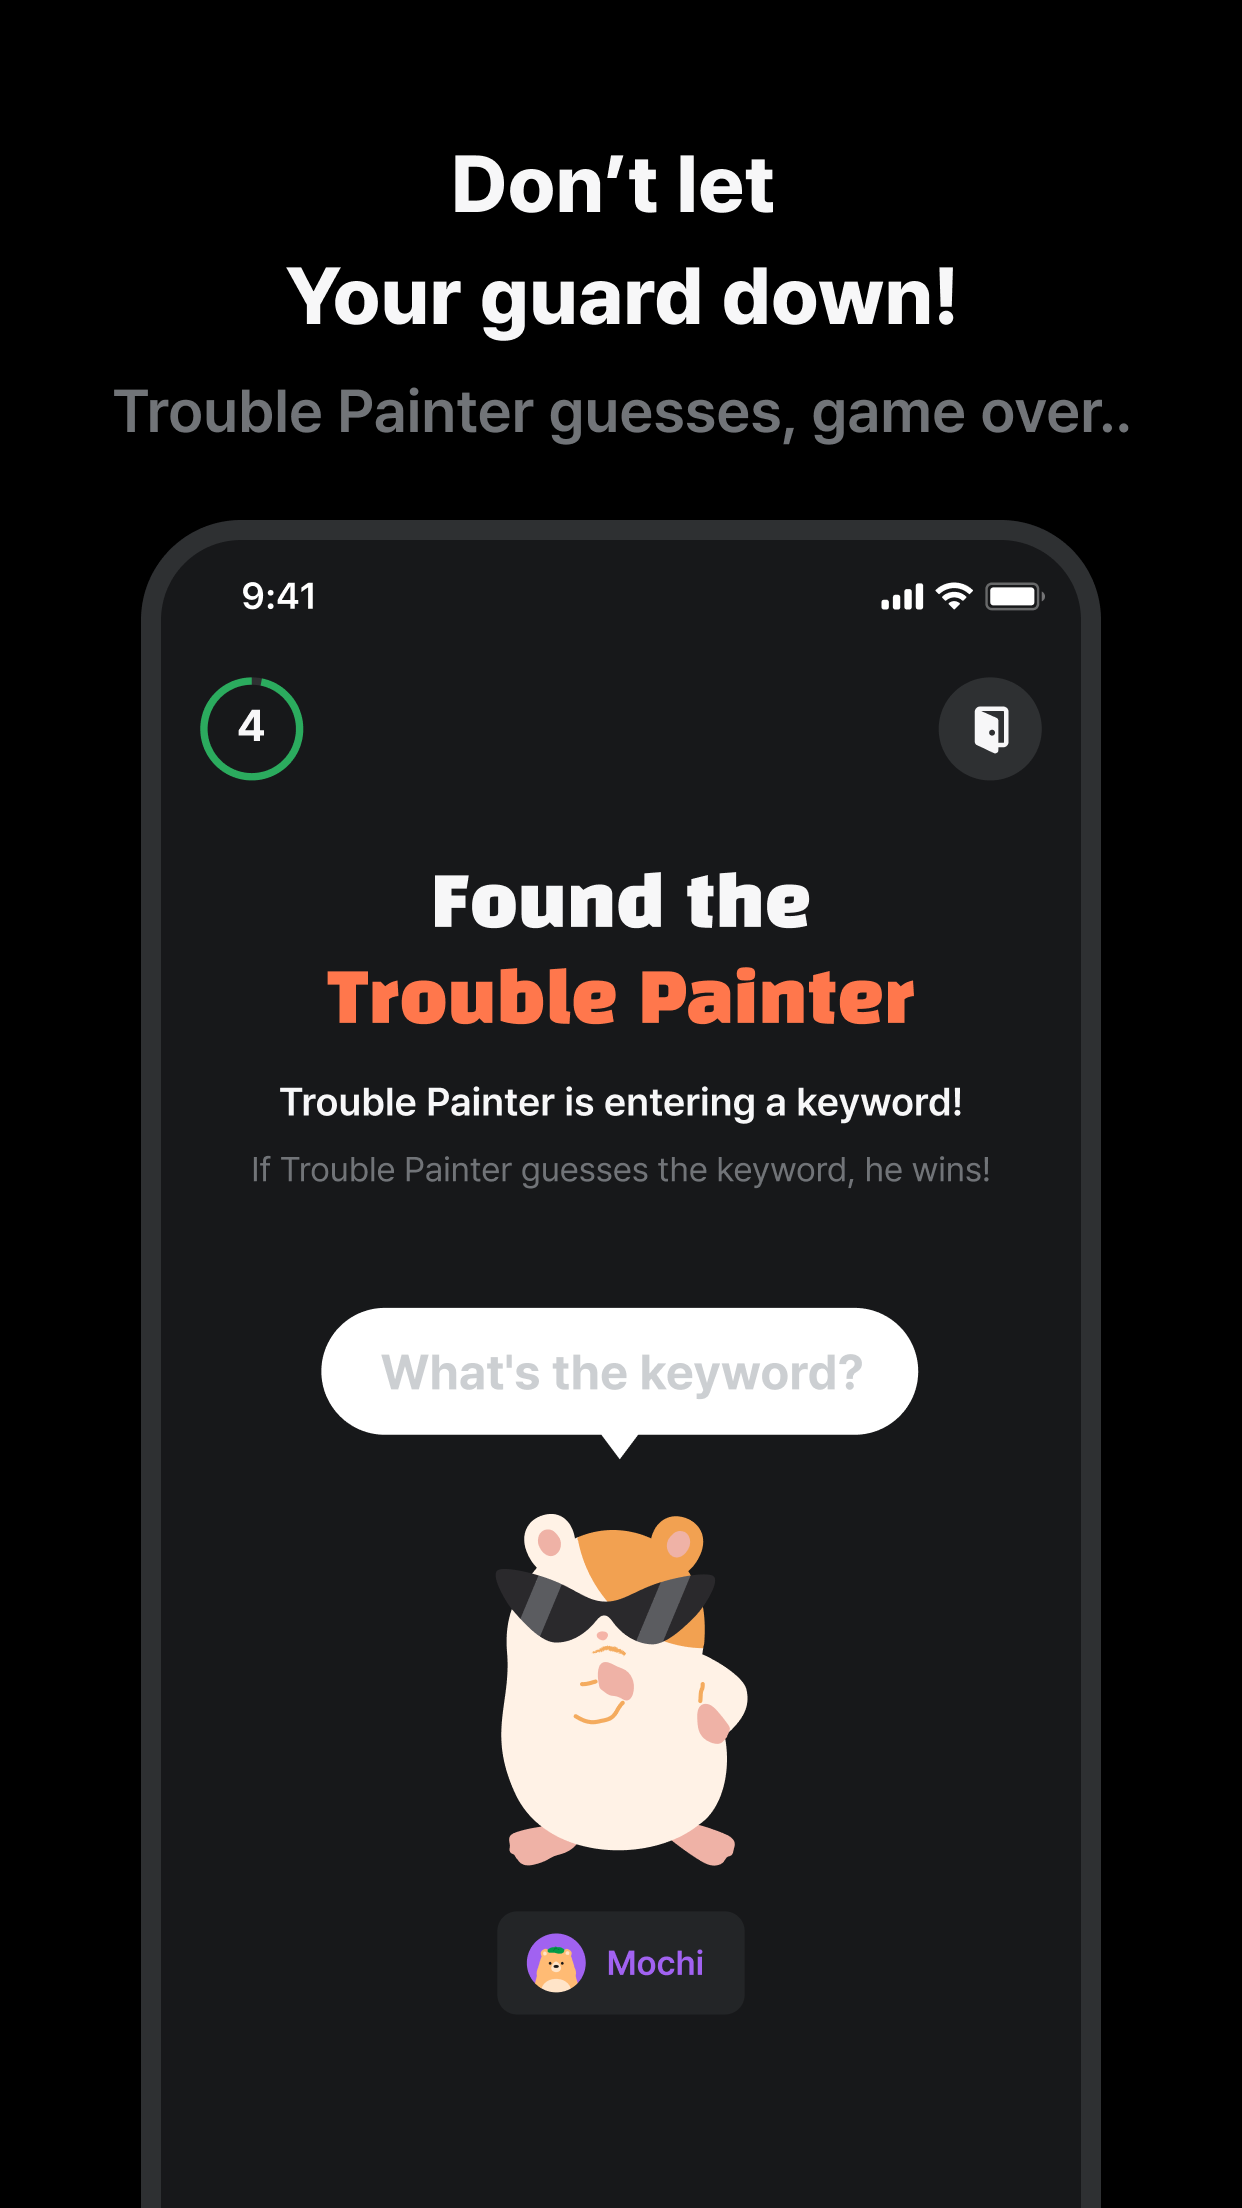 Don’t let
Your guard down!
Trouble Painter guesses, game over..
9:41
4
Found the
Trouble Painter
Trouble Painter is entering a keyword!
If Trouble Painter guesses the keyword, he wins!
What's the keyword?
Mochi